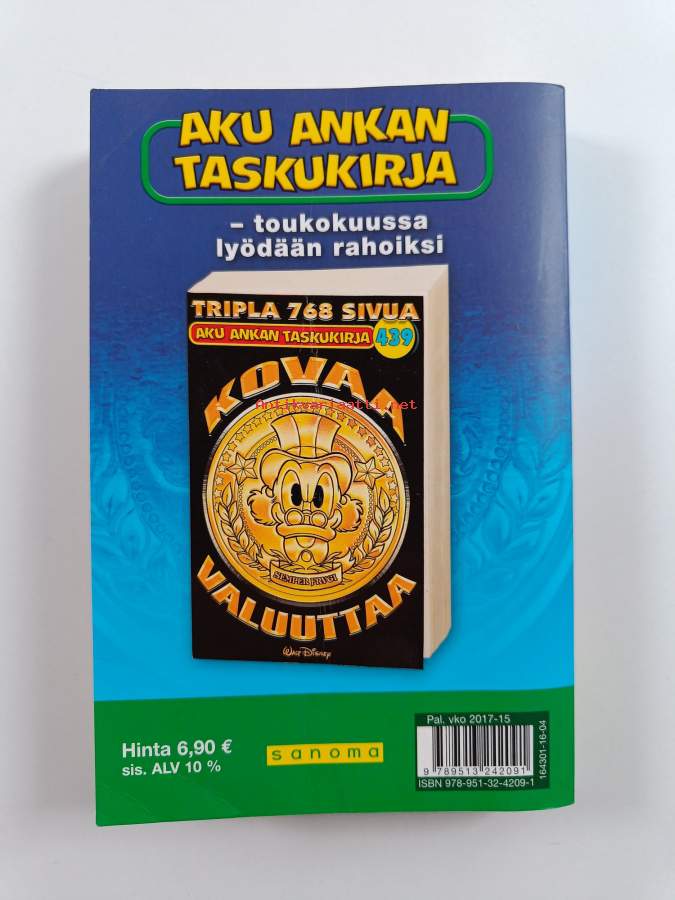 AKU ANKAN
TASKUKIRJA
– toukokuussa
lyödään rahoiksi
TRIPLA 768 SIVUA
AKU ANKAN TASKUKIRJA 439
KOVAA
Antikvariaatti.net
SEMPER FRVGI
VALUUTTAA
WALT DISNEY
Hinta 6,90 €
sis. ALV 10 %
sanoma
Pal. vko 2017-15
9 789513 242091
ISBN 978-951-32-4209-1
164301-16-04